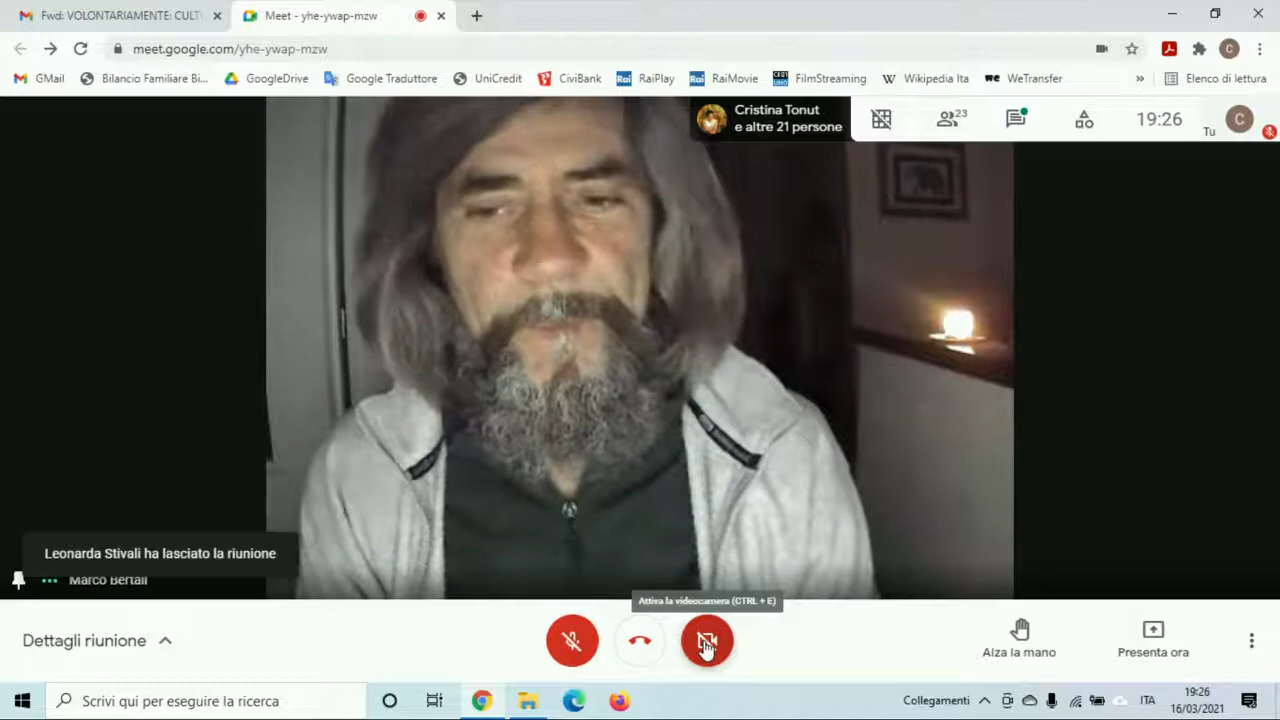 Fwd: VOLONTARIAMENTE: CULT
Meet - yhe-ywap-mzw
meet.google.com/yhe-ywap-mzw
C
GMail
Bilancio Familiare Bi...
GoogleDrive
Google Traduttore
UniCredit
CiviBank
Rai RaiPlay
Rai RaiMovie
FilmStreaming
W Wikipedia Ita
we WeTransfer
»
Elenco di lettura
Cristina Tonut
e altre 21 persone
23
19:26
Tu
C
Leonarda Stivali ha lasciato la riunione
Marco Bertali
Attiva la videocamera (CTRL + E)
Dettagli riunione
Alza la mano
Presenta ora
Scrivi qui per eseguire la ricerca
Collegamenti
ITA
19:26
16/03/2021